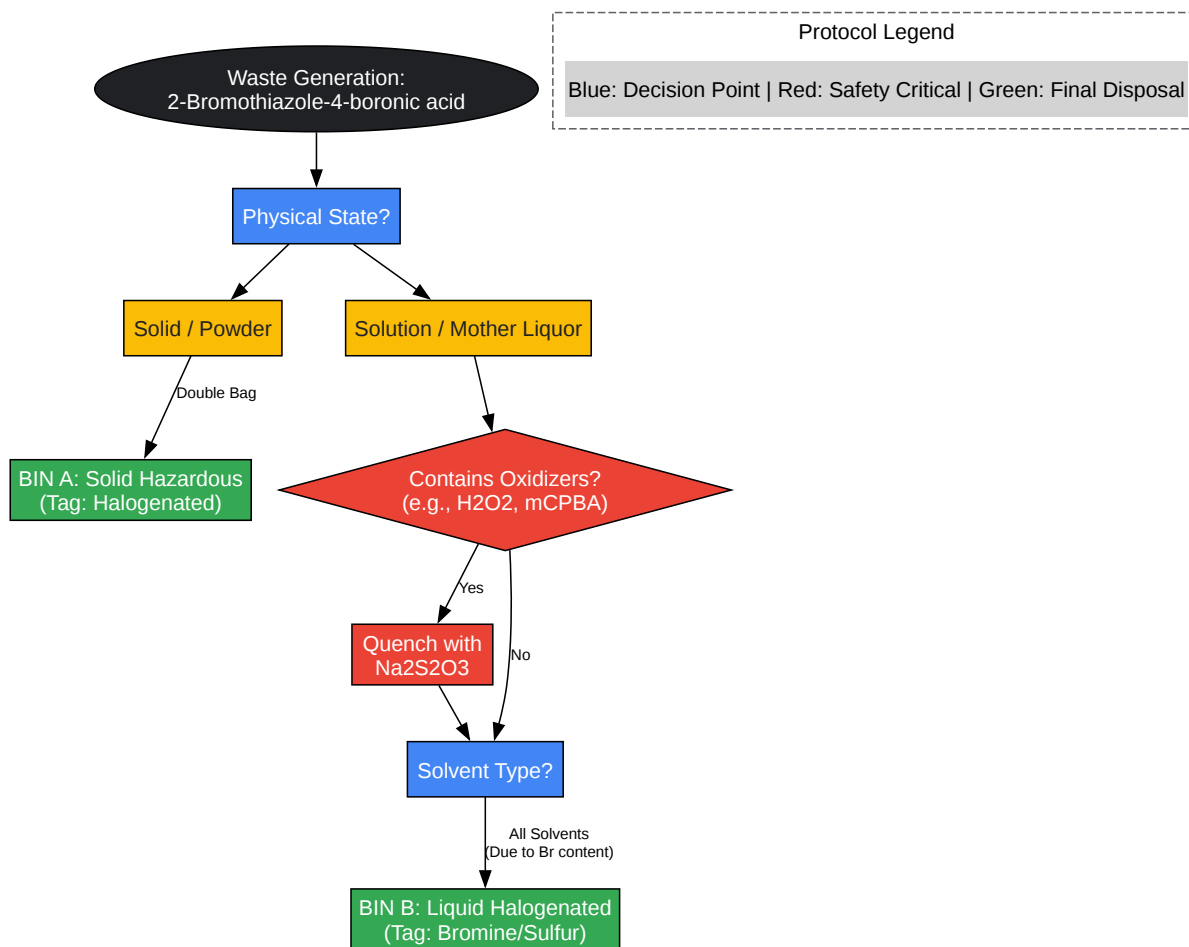 Protocol Legend
Blue: Decision Point | Red: Safety Critical | Green: Final Disposal
Waste Generation:
2-Bromothiazole-4-boronic acid
Physical State?
Solid / Powder
Solution / Mother Liquor
Double Bag
BIN A: Solid Hazardous
(Tag: Halogenated)
Contains Oxidizers?
(e.g., H2O2, mCPBA)
Yes
No
Quench with
Na2S2O3
Solvent Type?
All Solvents
(Due to Br content)
BIN B: Liquid Halogenated
(Tag: Bromine/Sulfur)